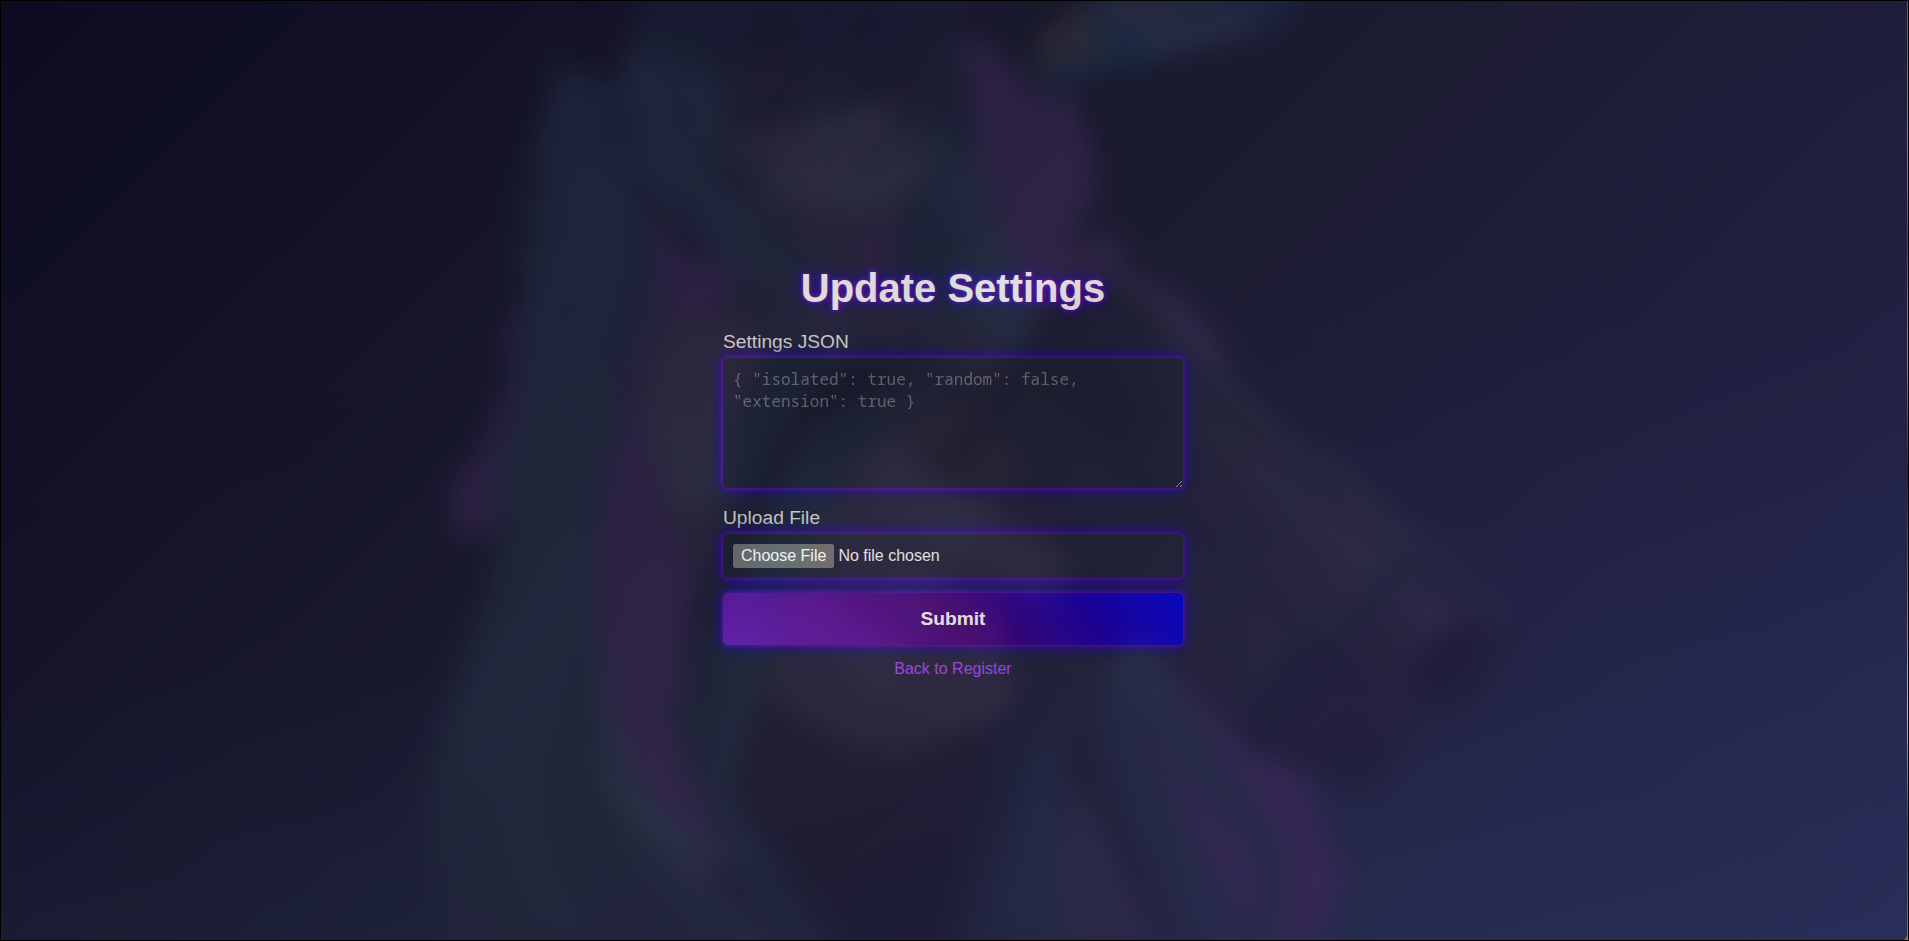 Update Settings
Settings JSON
{ "isolated": true, "random": false,
"extension": true }
Upload File
Choose File No file chosen
Submit
Back to Register